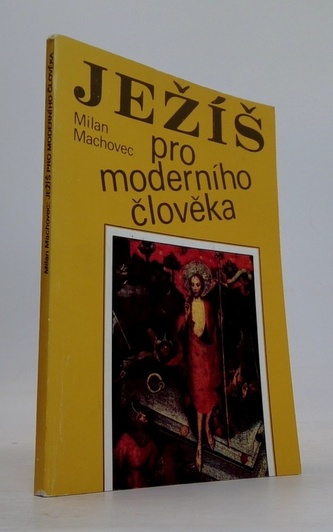 JEŽÍŠ
Milan
Machovec
pro
moderního
člověka
Milan Machovec: JEŽÍŠ PRO MODERNÍHO ČLOVĚKA